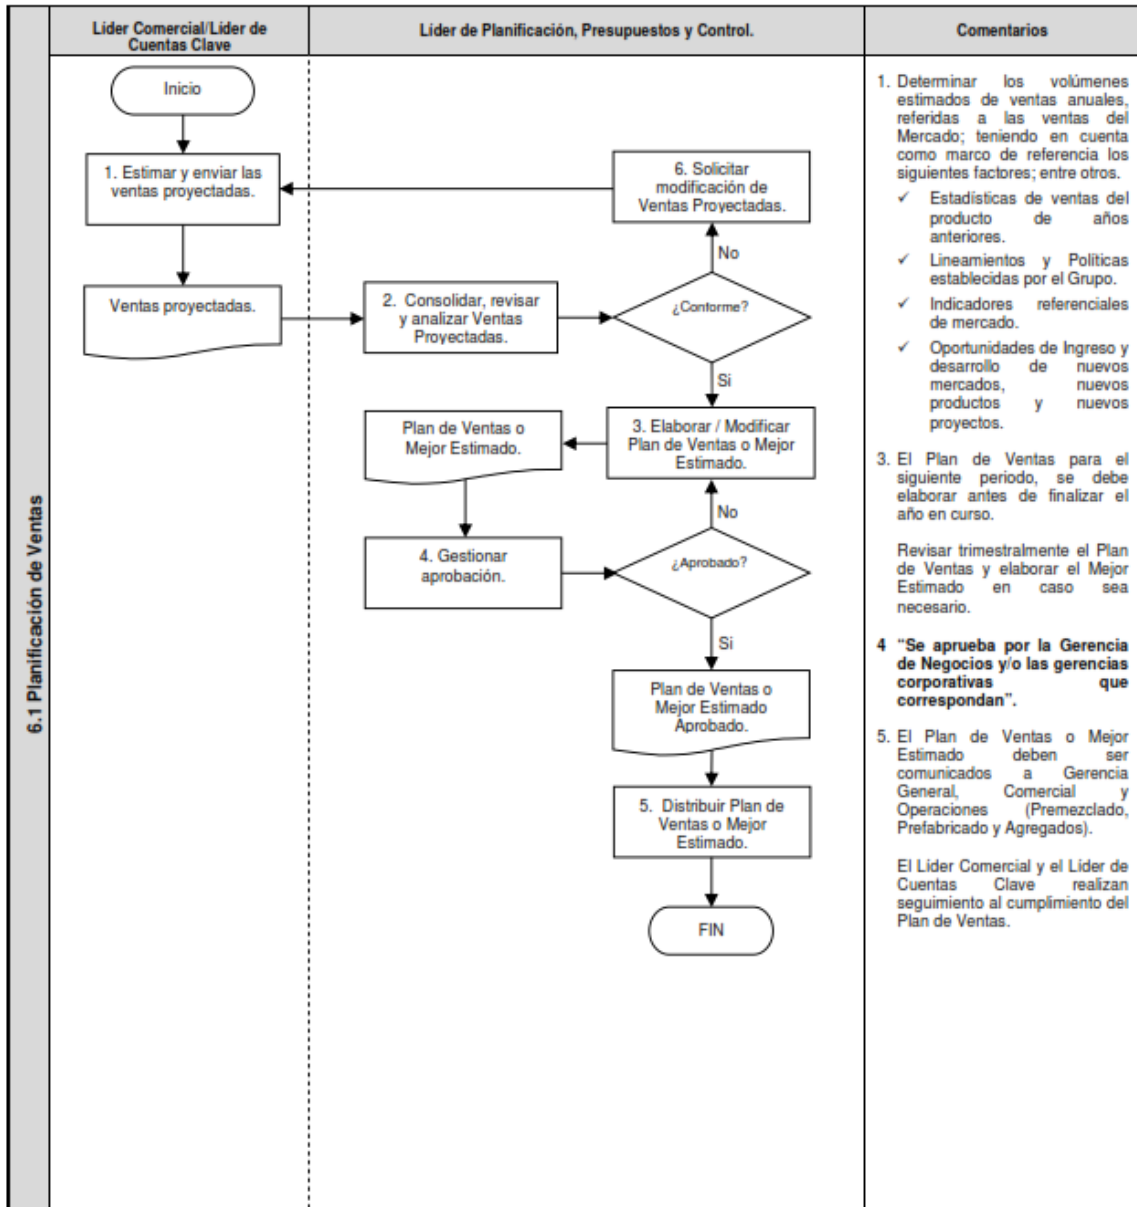 Líder Comercial/Líder de
Cuentas Clave
Líder de Planificación, Presupuestos y Control.
Comentarios
6.1 Planificación de Ventas
Inicio
1. Estimar y enviar las
ventas proyectadas.
Ventas proyectadas.
6. Solicitar
modificación de
Ventas Proyectadas.
No
2. Consolidar, revisar
y analizar Ventas
Proyectadas.
¿Conforme?
Si
Plan de Ventas o
Mejor Estimado.
3. Elaborar / Modificar
Plan de Ventas o Mejor
Estimado.
No
4. Gestionar
aprobación.
¿Aprobado?
Si
Plan de Ventas o
Mejor Estimado
Aprobado.
5. Distribuir Plan de
Ventas o Mejor
Estimado.
FIN
1. Determinar los volúmenes
estimados de ventas anuales,
referidas a las ventas del
Mercado; teniendo en cuenta
como marco de referencia los
siguientes factores; entre otros.
✓ Estadísticas de ventas del
producto de años
anteriores.
✓ Lineamientos y Políticas
establecidas por el Grupo.
✓ Indicadores referenciales
de mercado.
✓ Oportunidades de Ingreso y
desarrollo de nuevos
mercados, nuevos
productos y nuevos
proyectos.
3. El Plan de Ventas para el
siguiente periodo, se debe
elaborar antes de finalizar el
año en curso.
Revisar trimestralmente el Plan
de Ventas y elaborar el Mejor
Estimado en caso sea
necesario.
4 “Se aprueba por la Gerencia
de Negocios y/o las gerencias
corporativas que
correspondan”.
5. El Plan de Ventas o Mejor
Estimado deben ser
comunicados a Gerencia
General, Comercial y
Operaciones (Premezclado,
Prefabricado y Agregados).
El Líder Comercial y el Líder de
Cuentas Clave realizan
seguimiento al cumplimiento del
Plan de Ventas.